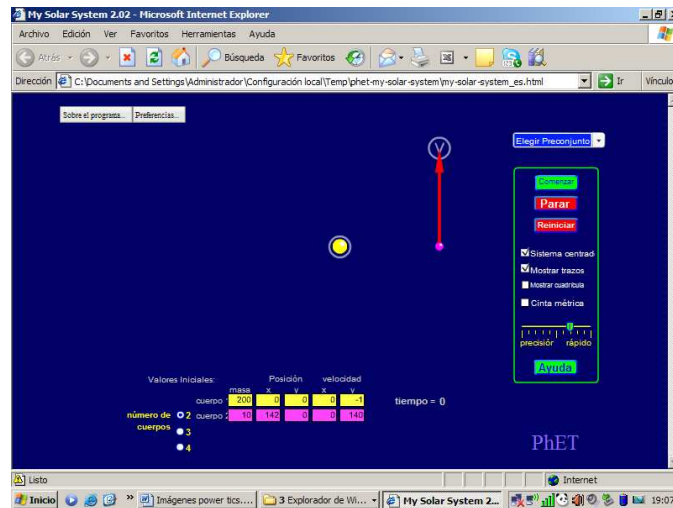 My Solar System 2.02 - Microsoft Internet Explorer
Archivo Edición Ver Favoritos Herramientas Ayuda
Atrás Búsqueda Favoritos
Dirección C:\Documents and Settings\Administrador\Configuración local\Temp\phet-my-solar-system\my-solar-system_es.html Ir Vínculo
Sobre el programa... Preferencias...
Elegir Preconjunto
V
Comenzar
Parar
Reiniciar
Sistema centrad
Mostrar trazos
Mostrar cuadrícula
Cinta métrica
precisiór rápido
Ayuda
Valores Iniciales: Posición velocidad
masa x y x y
cuerpo 200 0 0 0 -1 tiempo = 0
número de cuerpos 2 cuerpo 2 10 142 0 0 140
3
4
PhET
Listo Internet
Inicio » Imágenes power tics.... 3 Explorador de Wi... My Solar System 2... 19:07